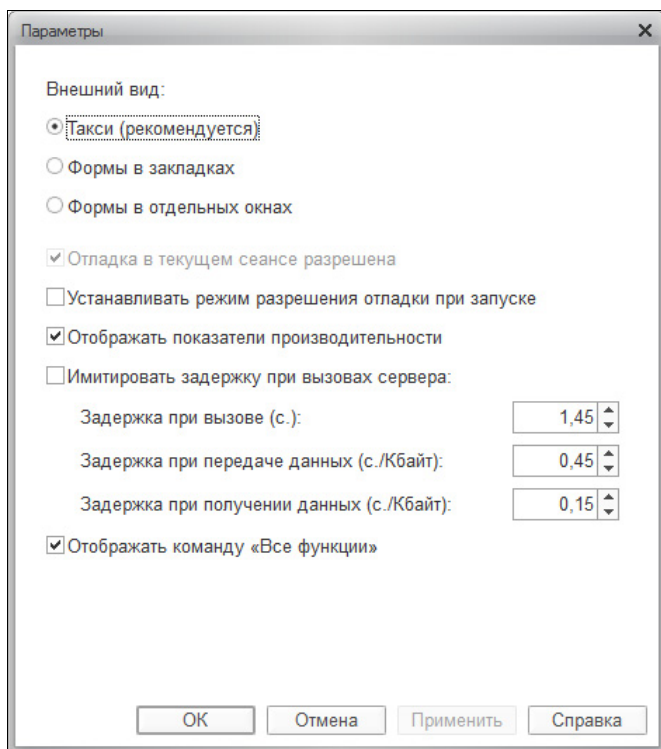 Параметры
Внешний вид:
Такси (рекомендуется)
Формы в закладках
Формы в отдельных окнах
Отладка в текущем сеансе разрешена
Устанавливать режим разрешения отладки при запуске
Отображать показатели производительности
Имитировать задержку при вызовах сервера:
Задержка при вызове (с.): 1,45
Задержка при передаче данных (с./Кбайт): 0,45
Задержка при получении данных (с./Кбайт): 0,15
Отображать команду «Все функции»
ОК Отмена Применить Справка